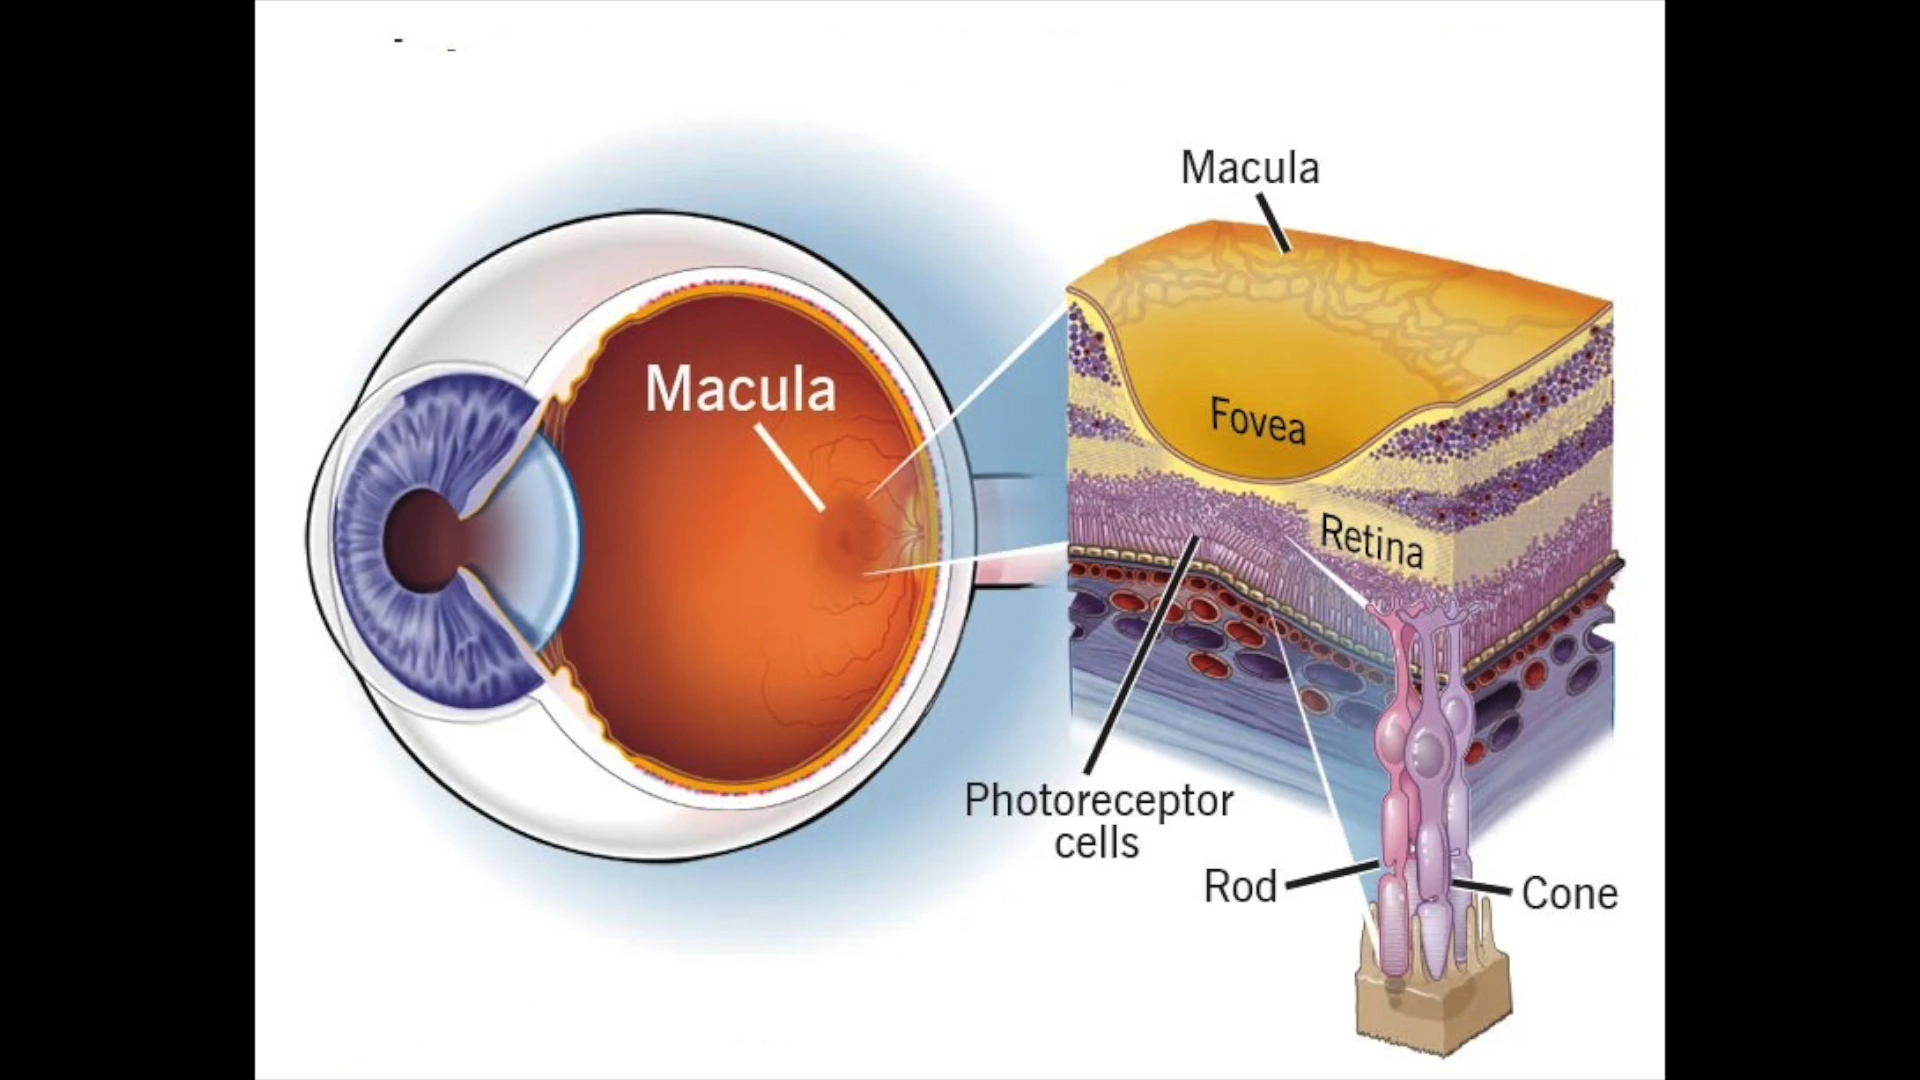 Macula
Macula
Fovea
Retina
Photoreceptor
cells
Rod
Cone